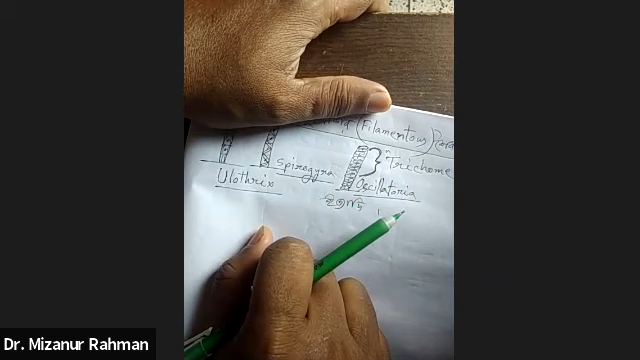 (Filamentous)
"Trichome
Spirogyra
Ulothrix
Oscillatoria
Dr. Mizanur Rahman